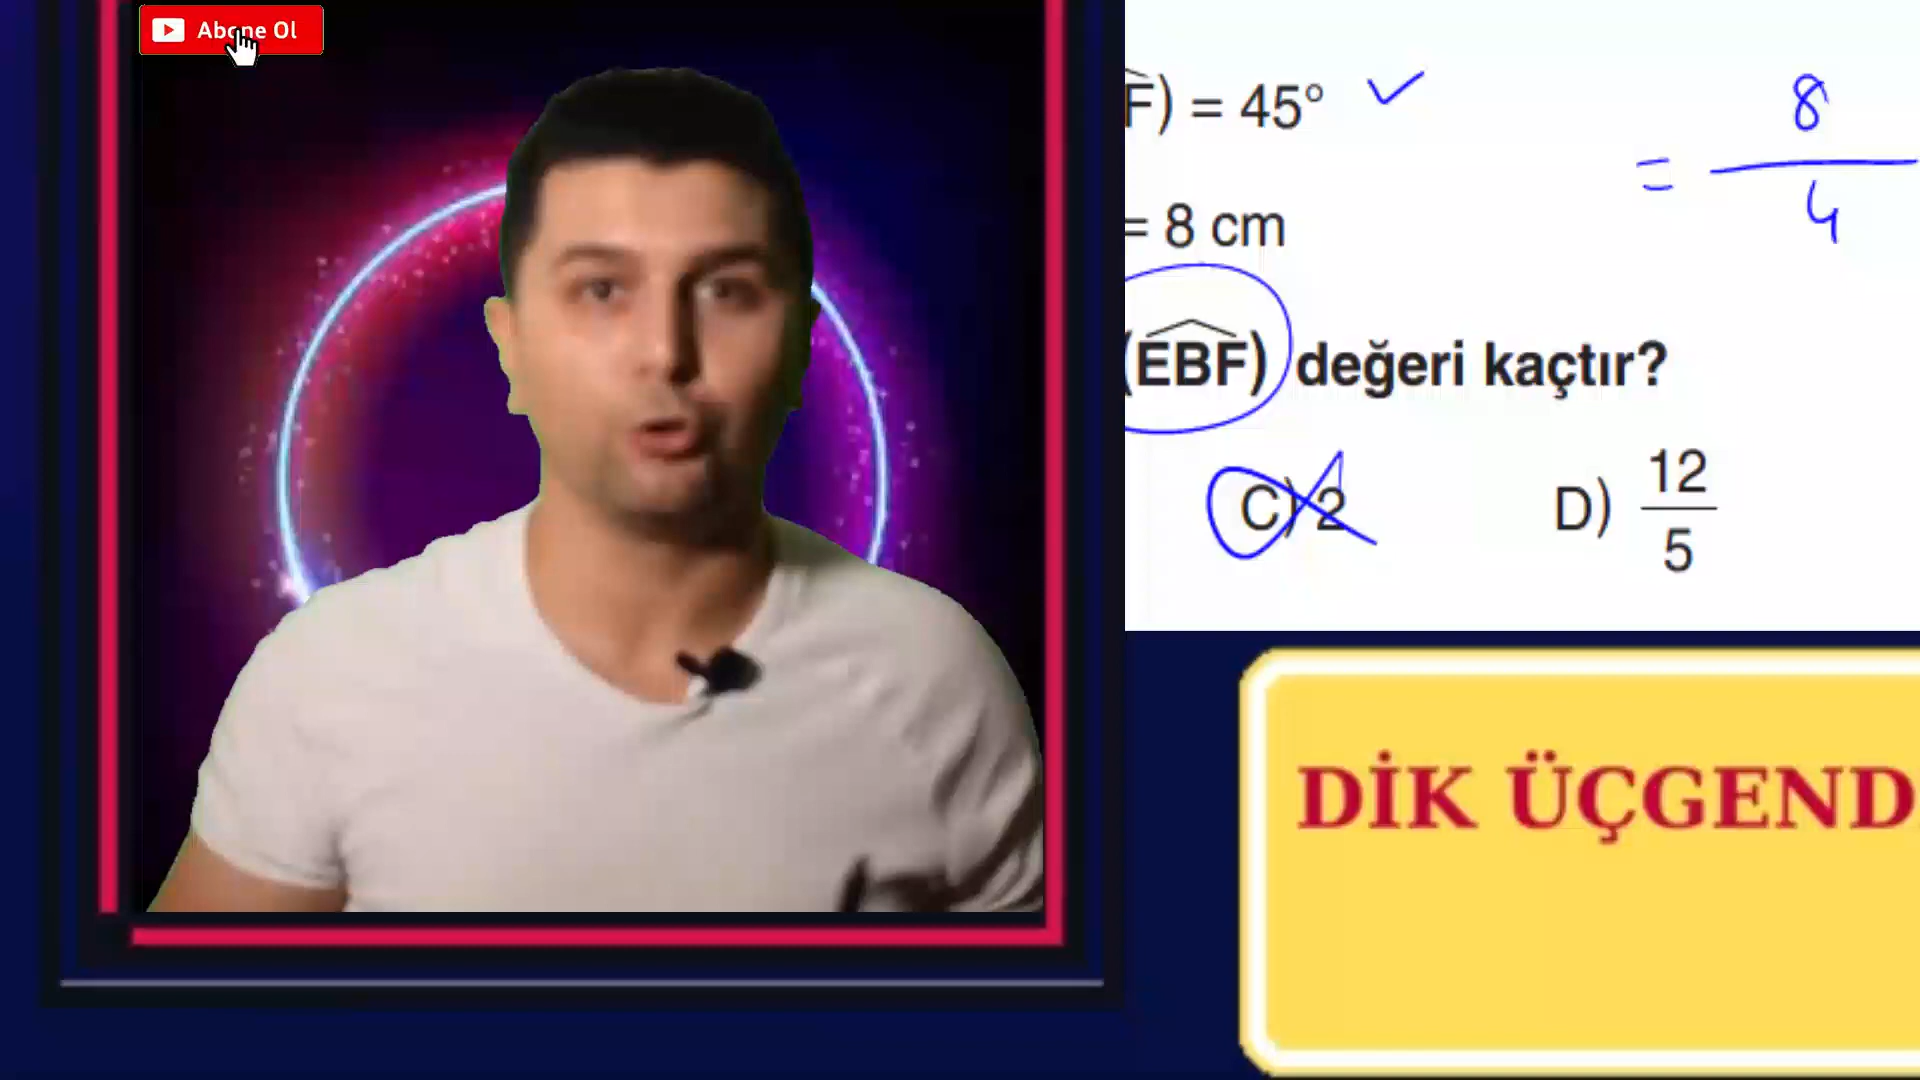 Abone Ol
F) = 45°
= 8 cm
(EBF) değeri kaçtır?
C) 2
D) 12/5
= 8/4
DİK ÜÇGEND